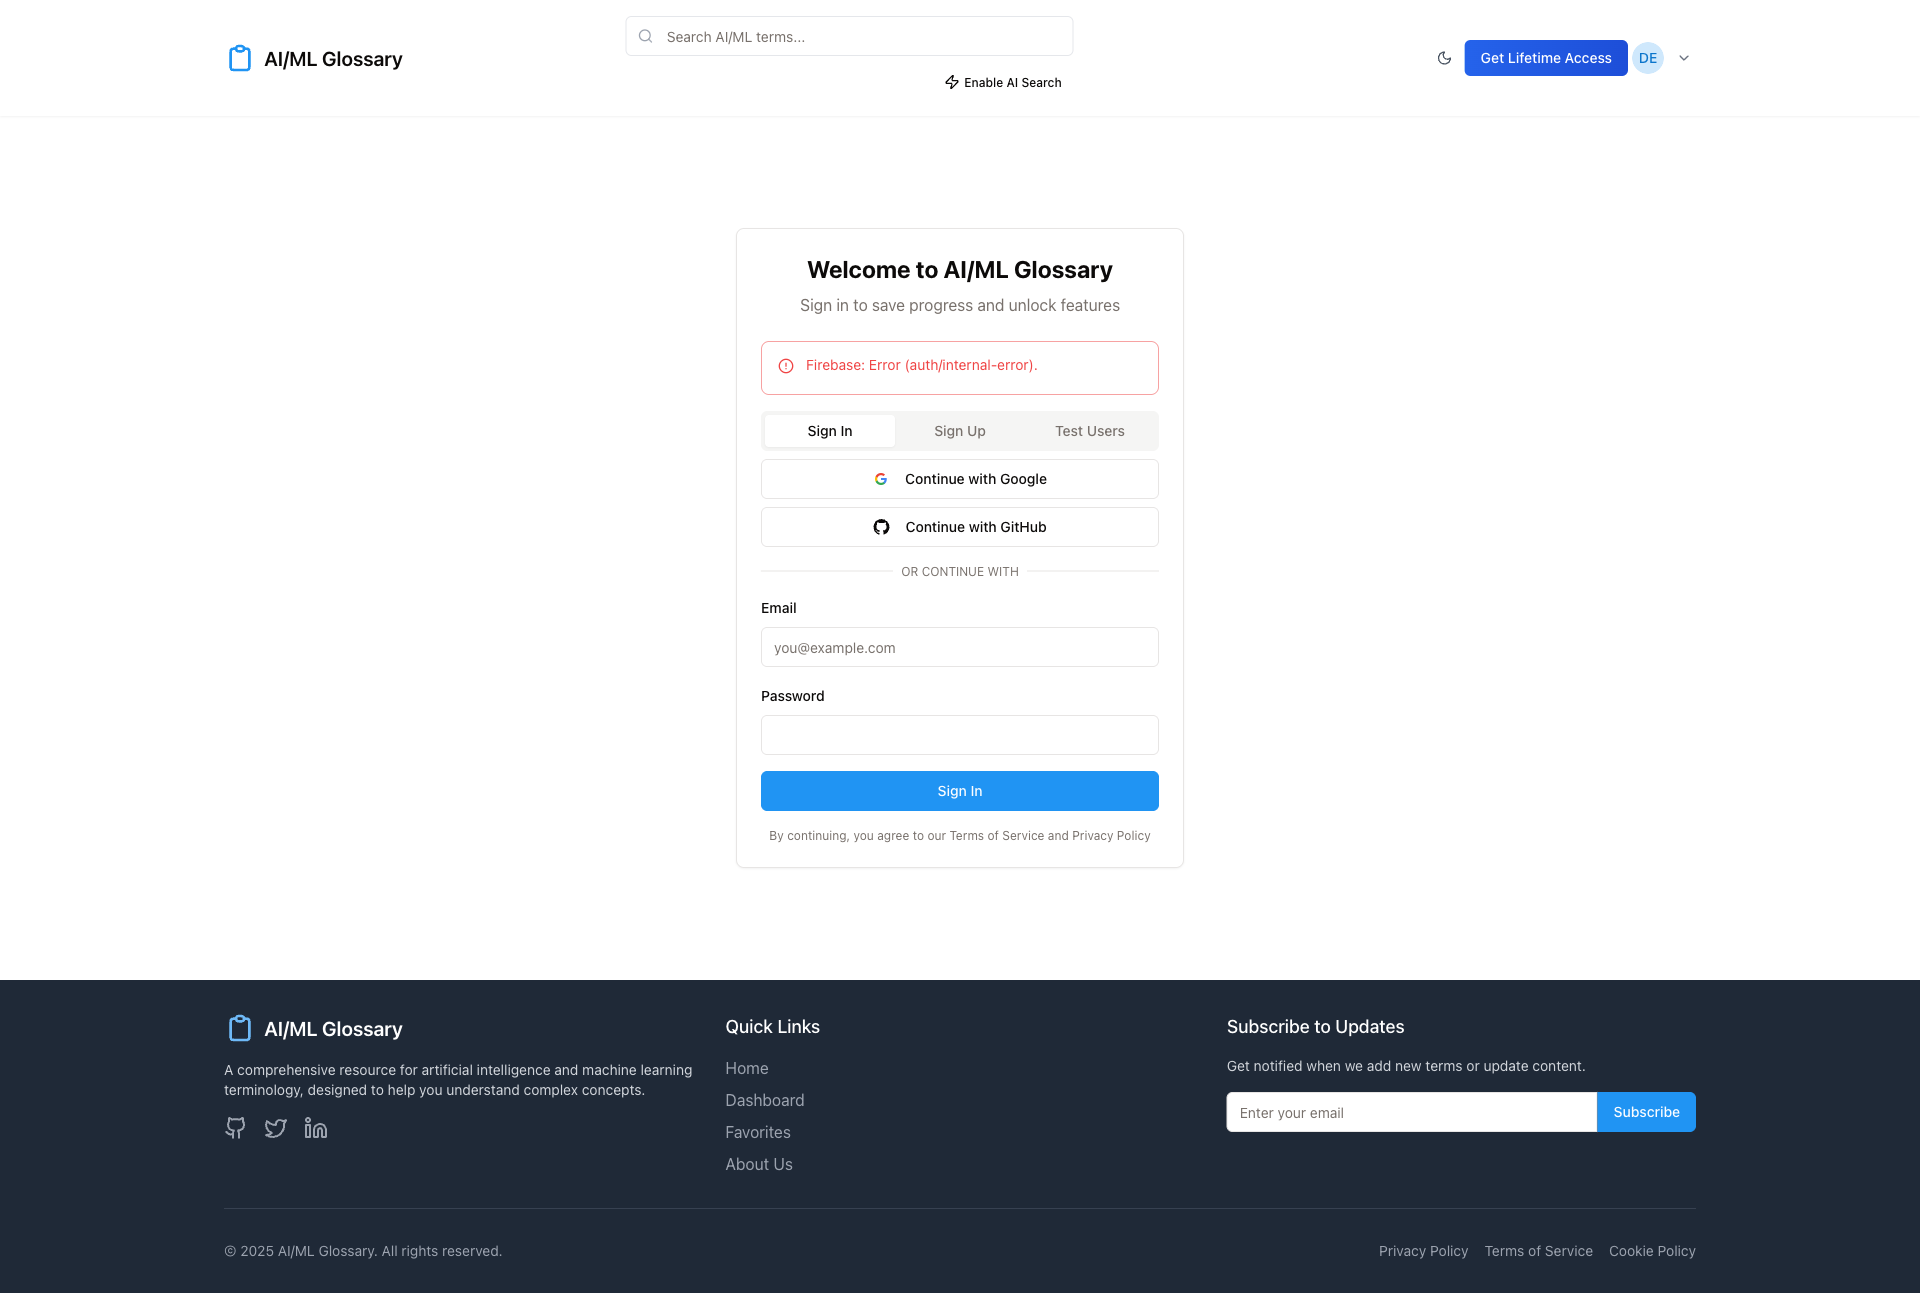 AI/ML Glossary
Search AI/ML terms...
Enable AI Search
Get Lifetime Access
DE
Welcome to AI/ML Glossary
Sign in to save progress and unlock features
Firebase: Error (auth/internal-error).
Sign In
Sign Up
Test Users
Continue with Google
Continue with GitHub
OR CONTINUE WITH
Email
you@example.com
Password
Sign In
By continuing, you agree to our Terms of Service and Privacy Policy
AI/ML Glossary
A comprehensive resource for artificial intelligence and machine learning
terminology, designed to help you understand complex concepts.
Quick Links
Home
Dashboard
Favorites
About Us
Subscribe to Updates
Get notified when we add new terms or update content.
Enter your email
Subscribe
© 2025 AI/ML Glossary. All rights reserved.
Privacy Policy
Terms of Service
Cookie Policy